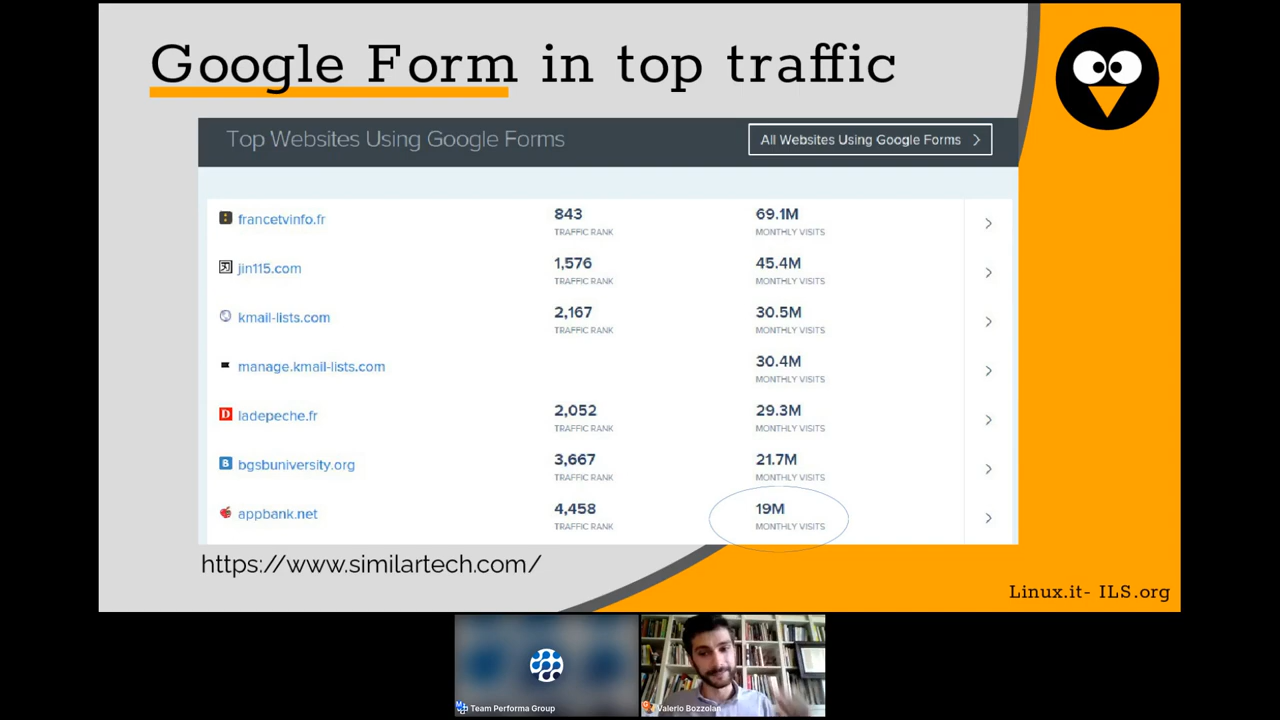 Google Form in top traffic
Top Websites Using Google Forms
All Websites Using Google Forms
francetvinfo.fr
843
TRAFFIC RANK
69.1M
MONTHLY VISITS
jin115.com
1,576
TRAFFIC RANK
45.4M
MONTHLY VISITS
kmail-lists.com
2,167
TRAFFIC RANK
30.5M
MONTHLY VISITS
manage.kmail-lists.com
30.4M
MONTHLY VISITS
D
ladepeche.fr
2,052
TRAFFIC RANK
29.3M
MONTHLY VISITS
B
bgsbuniversity.org
3,667
TRAFFIC RANK
21.7M
MONTHLY VISITS
appbank.net
4,458
TRAFFIC RANK
19M
MONTHLY VISITS
https://www.similartech.com/
Linux.it- ILS.org
Team Performa Group
Valerio Bozzolan